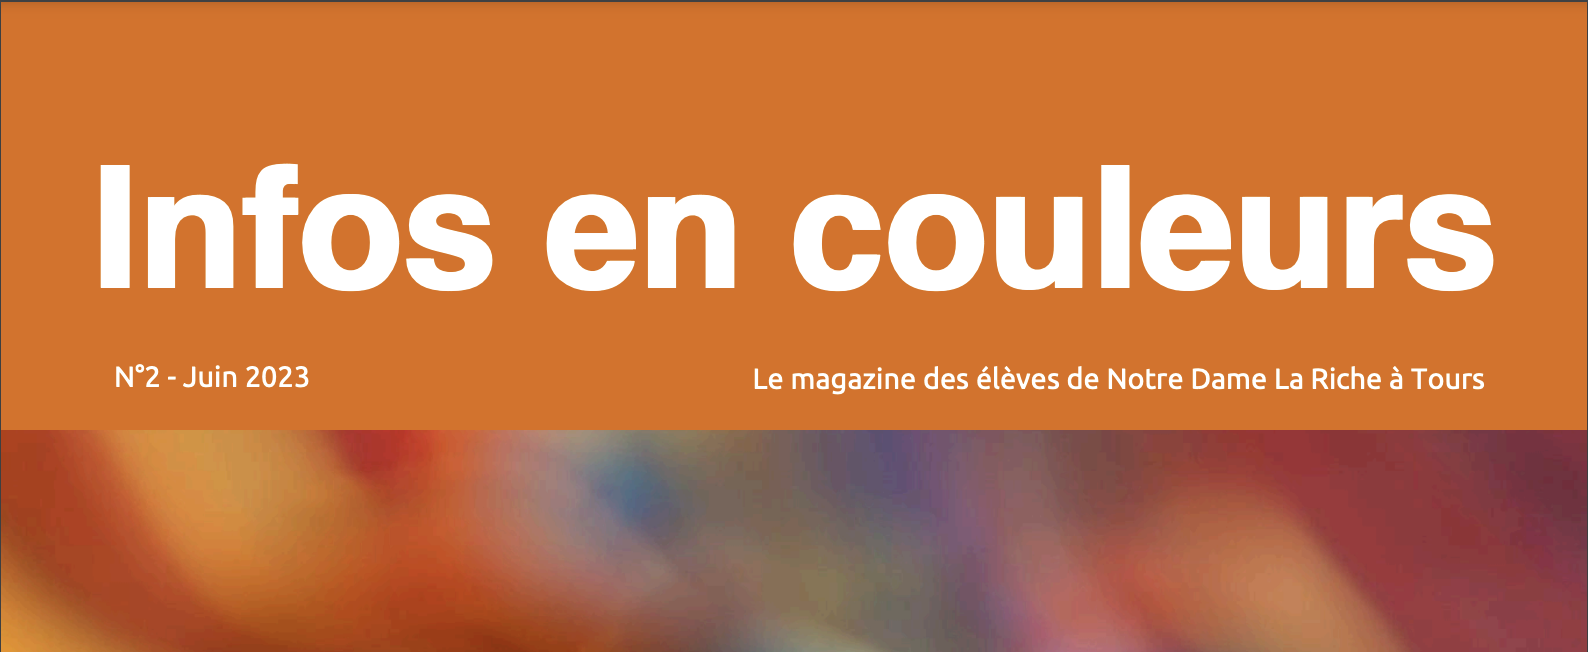 Infos en couleurs
N°2 - Juin 2023
Le magazine des élèves de Notre Dame La Riche à Tours